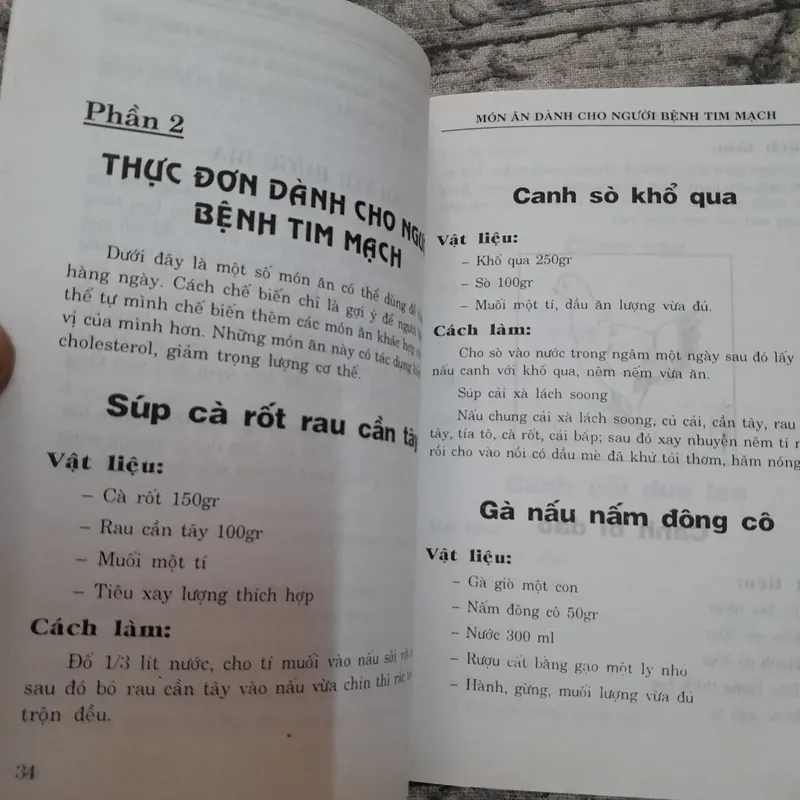 Phần 2
THỰC ĐƠN DÀNH CHO NGƯỜI
BỆNH TIM MẠCH
Dưới đây là một số món ăn có thể dùng để
hàng ngày. Cách chế biến chỉ là gợi ý để người
thể tự mình chế biến thêm các món ăn khác hợp
vị của mình hơn. Những món ăn này có tác dụng
cholesterol, giảm trọng lượng cơ thể.
Súp cà rốt rau cần tây
Vật liệu:
– Cà rốt 150gr
– Rau cần tây 100gr
– Muối một tí
– Tiêu xay lượng thích hợp
Cách làm:
Đổ 1/3 lít nước, cho tí muối vào nấu sôi với
sau đó bỏ rau cần tây vào nấu vừa chín thì rắc
trộn đều.
34
MÓN ĂN DÀNH CHO NGƯỜI BỆNH TIM MẠCH
Canh sò khổ qua
Vật liệu:
– Khổ qua 250gr
– Sò 100gr
– Muối một tí, dầu ăn lượng vừa đủ.
Cách làm:
Cho sò vào nước trong ngâm một ngày sau đó lấy
nấu canh với khổ qua, nêm nếm vừa ăn.
Súp cải xà lách soong
Nấu chung cải xà lách soong, củ cải, cần tây, rau
tây, tía tô, cà rốt, cải bắp; sau đó xay nhuyễn nêm tí
rồi cho vào nồi có dầu mè đã khử tỏi thơm, hâm nóng
Gà nấu nấm đông cô
Vật liệu:
– Gà giò một con
– Nấm đông cô 50gr
– Nước 300 ml
– Rượu cất bằng gạo một ly nhỏ
– Hành, gừng, muối lượng vừa đủ